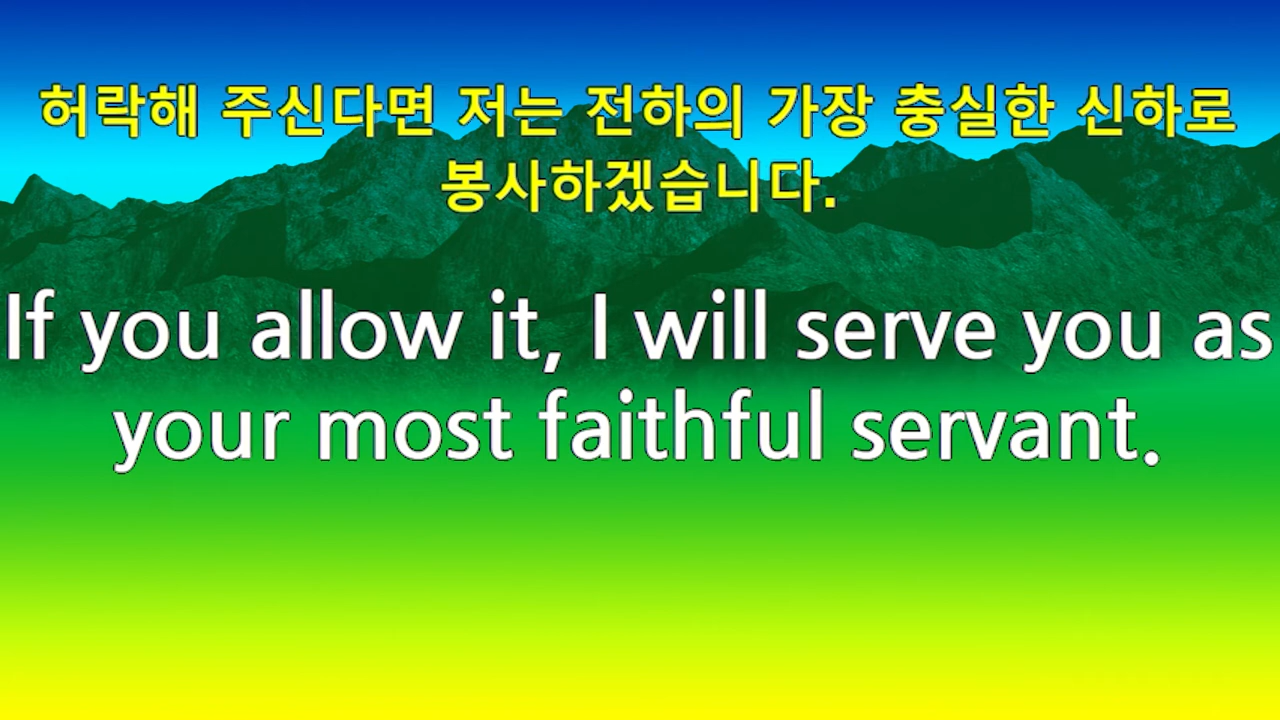 허락해 주신다면 저는 전하의 가장 충실한 신하로
봉사하겠습니다.
If you allow it, I will serve you as
your most faithful servant.